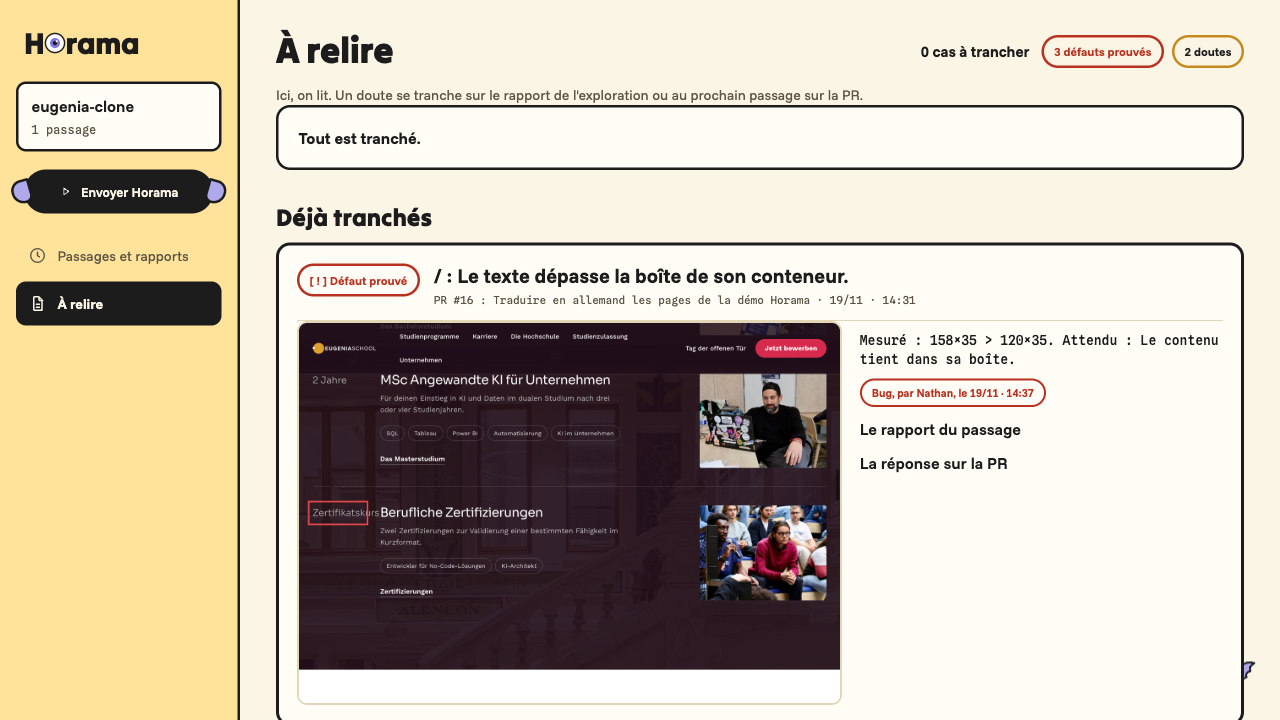 Horama
eugenia-clone
1 passage
Envoyer Horama
Passages et rapports
À relire
À relire
0 cas à trancher
3 défauts prouvés
2 doutes
Ici, on lit. Un doute se tranche sur le rapport de l'exploration ou au prochain passage sur la PR.
Tout est tranché.
Déjà tranchés
[ ! ] Défaut prouvé
/ : Le texte dépasse la boîte de son conteneur.
PR #16 : Traduire en allemand les pages de la démo Horama · 19/11 · 14:31
Das Bachelorstudium
Studienprogramme
Karriere
Die Hochschule
Studienzulassung
EUGENIASCHOOL
Tag der offenen Tür
Jetzt bewerben
Unternehmen
2 Jahre
MSc Angewandte KI für Unternehmen
Für deinen Einstieg in KI und Daten im dualen Studium nach drei
oder vier Studienjahren.
SQL
Tableau
Power BI
Automatisierung
KI im Unternehmen
Das Masterstudium
Zertifikatskurs
Berufliche Zertifizierungen
Zwei Zertifizierungen zur Validierung einer bestimmten Fähigkeit im
Kurzformat.
Entwickler für No-Code-Lösungen
KI-Architekt
Zertifizierungen
Mesuré : 158×35 > 120×35. Attendu : Le contenu
tient dans sa boîte.
Bug, par Nathan, le 19/11 · 14:37
Le rapport du passage
La réponse sur la PR